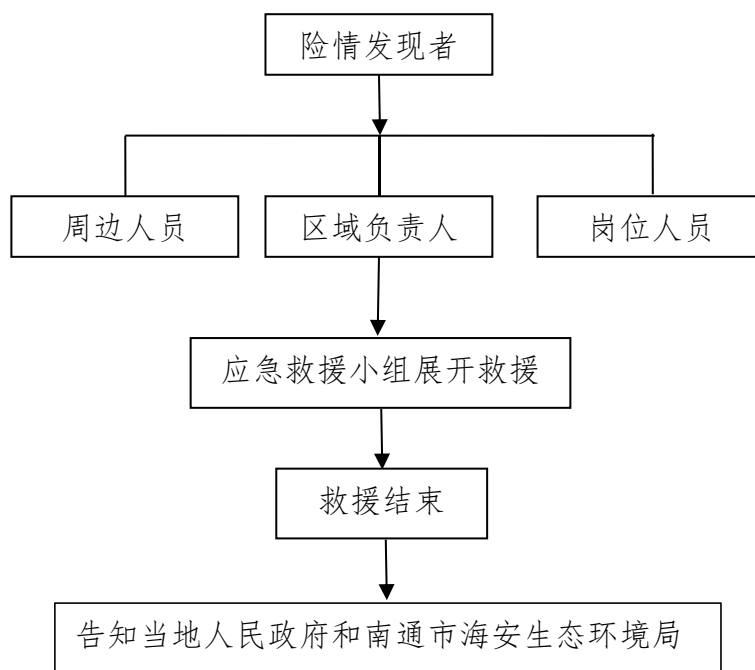 险情发现者
周边人员
区域负责人
岗位人员
应急救援小组展开救援
救援结束
告知当地人民政府和南通市海安生态环境局